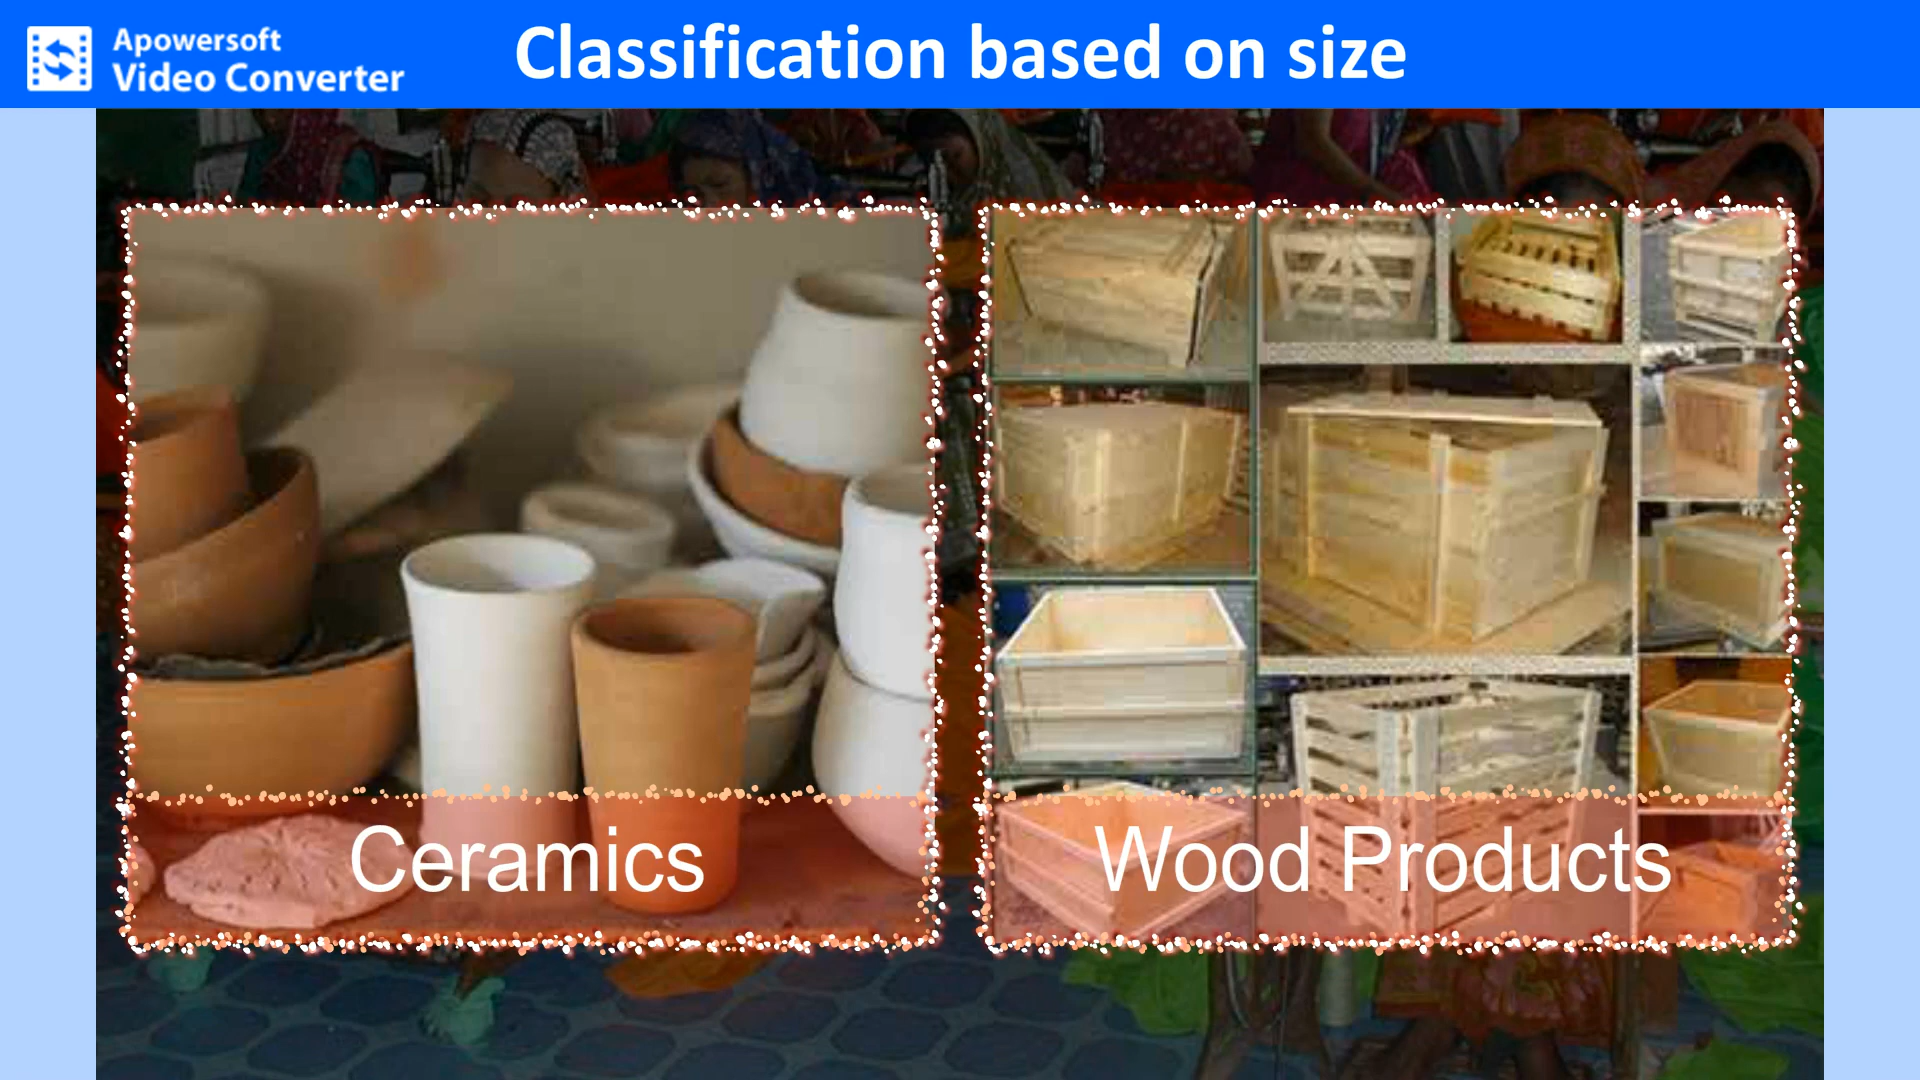 Apowersoft
Video Converter
Classification based on size
Ceramics
Wood Products